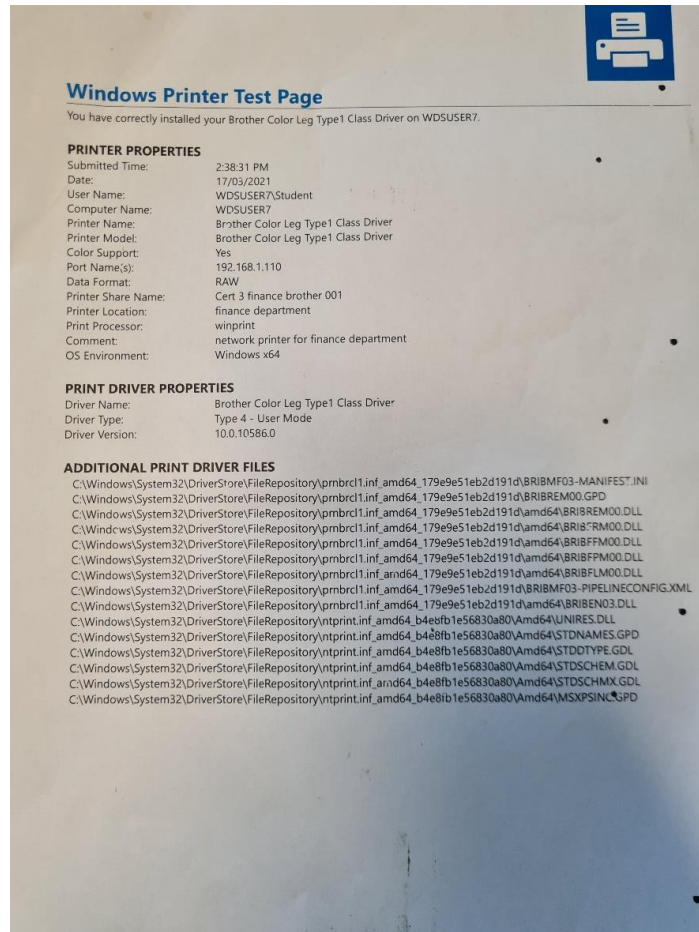 Windows Printer Test Page
You have correctly installed your Brother Color Leg Type1 Class Driver on WDSUSER7.
PRINTER PROPERTIES
Submitted Time: 2:38:31 PM
Date: 17/03/2021
User Name: WDSUSER7\Student
Computer Name: WDSUSER7
Printer Name: Brother Color Leg Type1 Class Driver
Printer Model: Brother Color Leg Type1 Class Driver
Color Support: Yes
Port Name(s): 192.168.1.110
Data Format: RAW
Printer Share Name: Cert 3 finance brother 001
Printer Location: finance department
Print Processor: winprint
Comment: network printer for finance department
OS Environment: Windows x64
PRINT DRIVER PROPERTIES
Driver Name: Brother Color Leg Type1 Class Driver
Driver Type: Type 4 - User Mode
Driver Version: 10.0.10586.0
ADDITIONAL PRINT DRIVER FILES
C:\Windows\System32\DriverStore\FileRepository\prnbrcl1.inf_amd64_179e9e51eb2d191d\BRIBMF03-MANIFEST.INI
C:\Windows\System32\DriverStore\FileRepository\prnbrcl1.inf_amd64_179e9e51eb2d191d\BRIBREM00.GPD
C:\Windows\System32\DriverStore\FileRepository\prnbrcl1.inf_amd64_179e9e51eb2d191d\amd64\BRIBREM00.DLL
C:\Windows\System32\DriverStore\FileRepository\prnbrcl1.inf_amd64_179e9e51eb2d191d\amd64\BRIBFRM00.DLL
C:\Windows\System32\DriverStore\FileRepository\prnbrcl1.inf_amd64_179e9e51eb2d191d\amd64\BRIBFFM00.DLL
C:\Windows\System32\DriverStore\FileRepository\prnbrcl1.inf_amd64_179e9e51eb2d191d\amd64\BRIBFPM00.DLL
C:\Windows\System32\DriverStore\FileRepository\prnbrcl1.inf_amd64_179e9e51eb2d191d\amd64\BRIBFLM00.DLL
C:\Windows\System32\DriverStore\FileRepository\prnbrcl1.inf_amd64_179e9e51eb2d191d\BRIBMF03-PIPELINECONFIG.XML
C:\Windows\System32\DriverStore\FileRepository\prnbrcl1.inf_amd64_179e9e51eb2d191d\amd64\BRIBEN03.DLL
C:\Windows\System32\DriverStore\FileRepository\ntprint.inf_amd64_b4e8fb1e56830a80\Amd64\UNIRES.DLL
C:\Windows\System32\DriverStore\FileRepository\ntprint.inf_amd64_b4e8fb1e56830a80\Amd64\STDNAMES.GPD
C:\Windows\System32\DriverStore\FileRepository\ntprint.inf_amd64_b4e8fb1e56830a80\Amd64\STDDTYPE.GDL
C:\Windows\System32\DriverStore\FileRepository\ntprint.inf_amd64_b4e8fb1e56830a80\Amd64\STDSCHEM.GDL
C:\Windows\System32\DriverStore\FileRepository\ntprint.inf_amd64_b4e8fb1e56830a80\Amd64\STDSCHMX.GDL
C:\Windows\System32\DriverStore\FileRepository\ntprint.inf_amd64_b4e8fb1e56830a80\Amd64\MSXPSINC.GPD